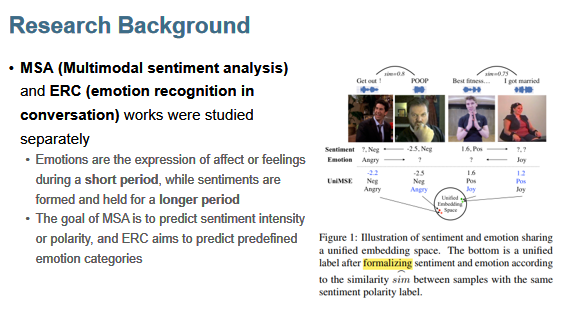 Research Background
• MSA (Multimodal sentiment analysis)
and ERC (emotion recognition in
conversation) works were studied
separately
• Emotions are the expression of affect or feelings
during a short period, while sentiments are
formed and held for a longer period
• The goal of MSA is to predict sentiment intensity
or polarity, and ERC aims to predict predefined
emotion categories
sim=0.8 sim=0.75
Get out ! POOP Best fitness… I got married
Sentiment ?, Neg -2.5, Neg 1.6, Pos ?, ?
Emotion Angry ? ? Joy
-2.2 -2.5 1.6 1.2
UniMSE Neg Neg Pos Pos
Angry Angry Joy Joy
Unified
Embedding
Space
Figure 1: Illustration of sentiment and emotion sharing
a unified embedding space. The bottom is a unified
label after formalizing sentiment and emotion according
to the similarity sim between samples with the same
sentiment polarity label.